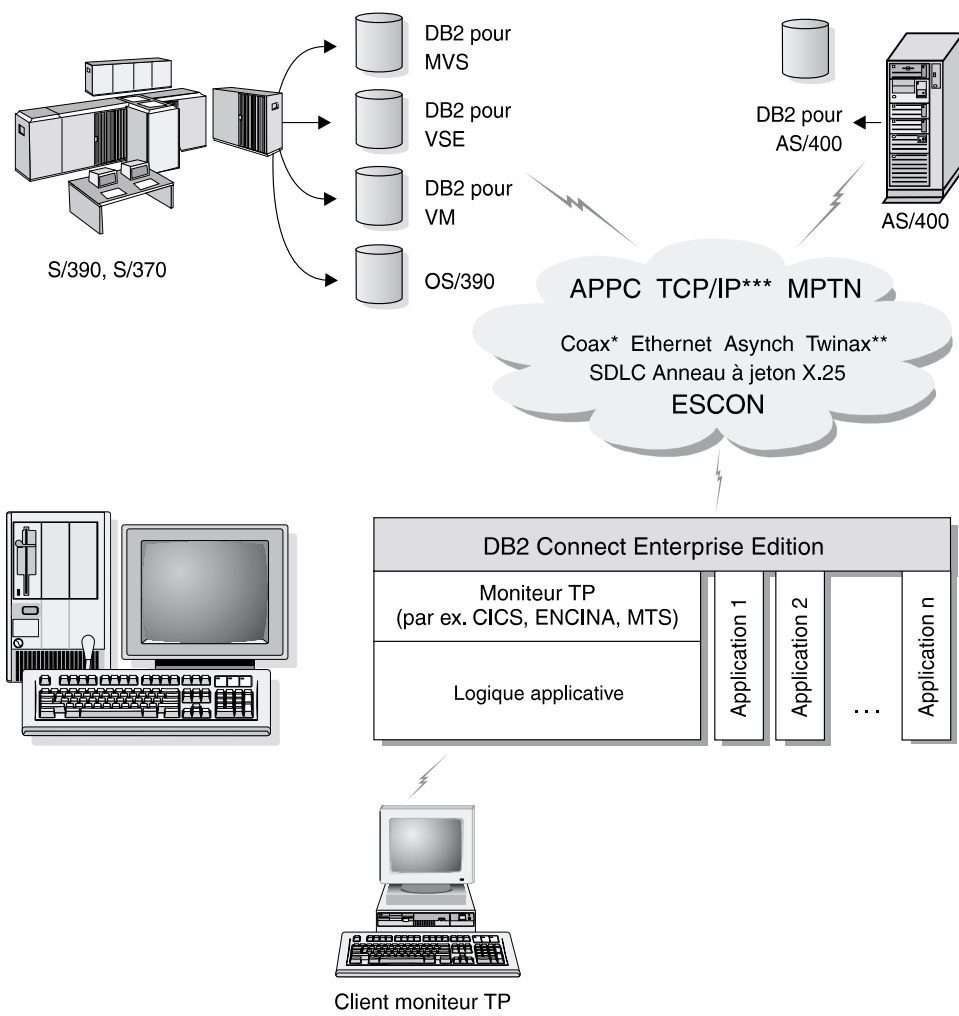 DB2 pour
MVS
DB2 pour
VSE
DB2 pour
VM
OS/390
S/390, S/370
DB2 pour
AS/400
AS/400
APPC TCP/IP*** MPTN
Coax* Ethernet Asynch Twinax**
SDLC Anneau à jeton X.25
ESCON
DB2 Connect Enterprise Edition
Moniteur TP
(par ex. CICS, ENCINA, MTS)
Logique applicative
Application 1
Application 2
...
Application n
Client moniteur TP